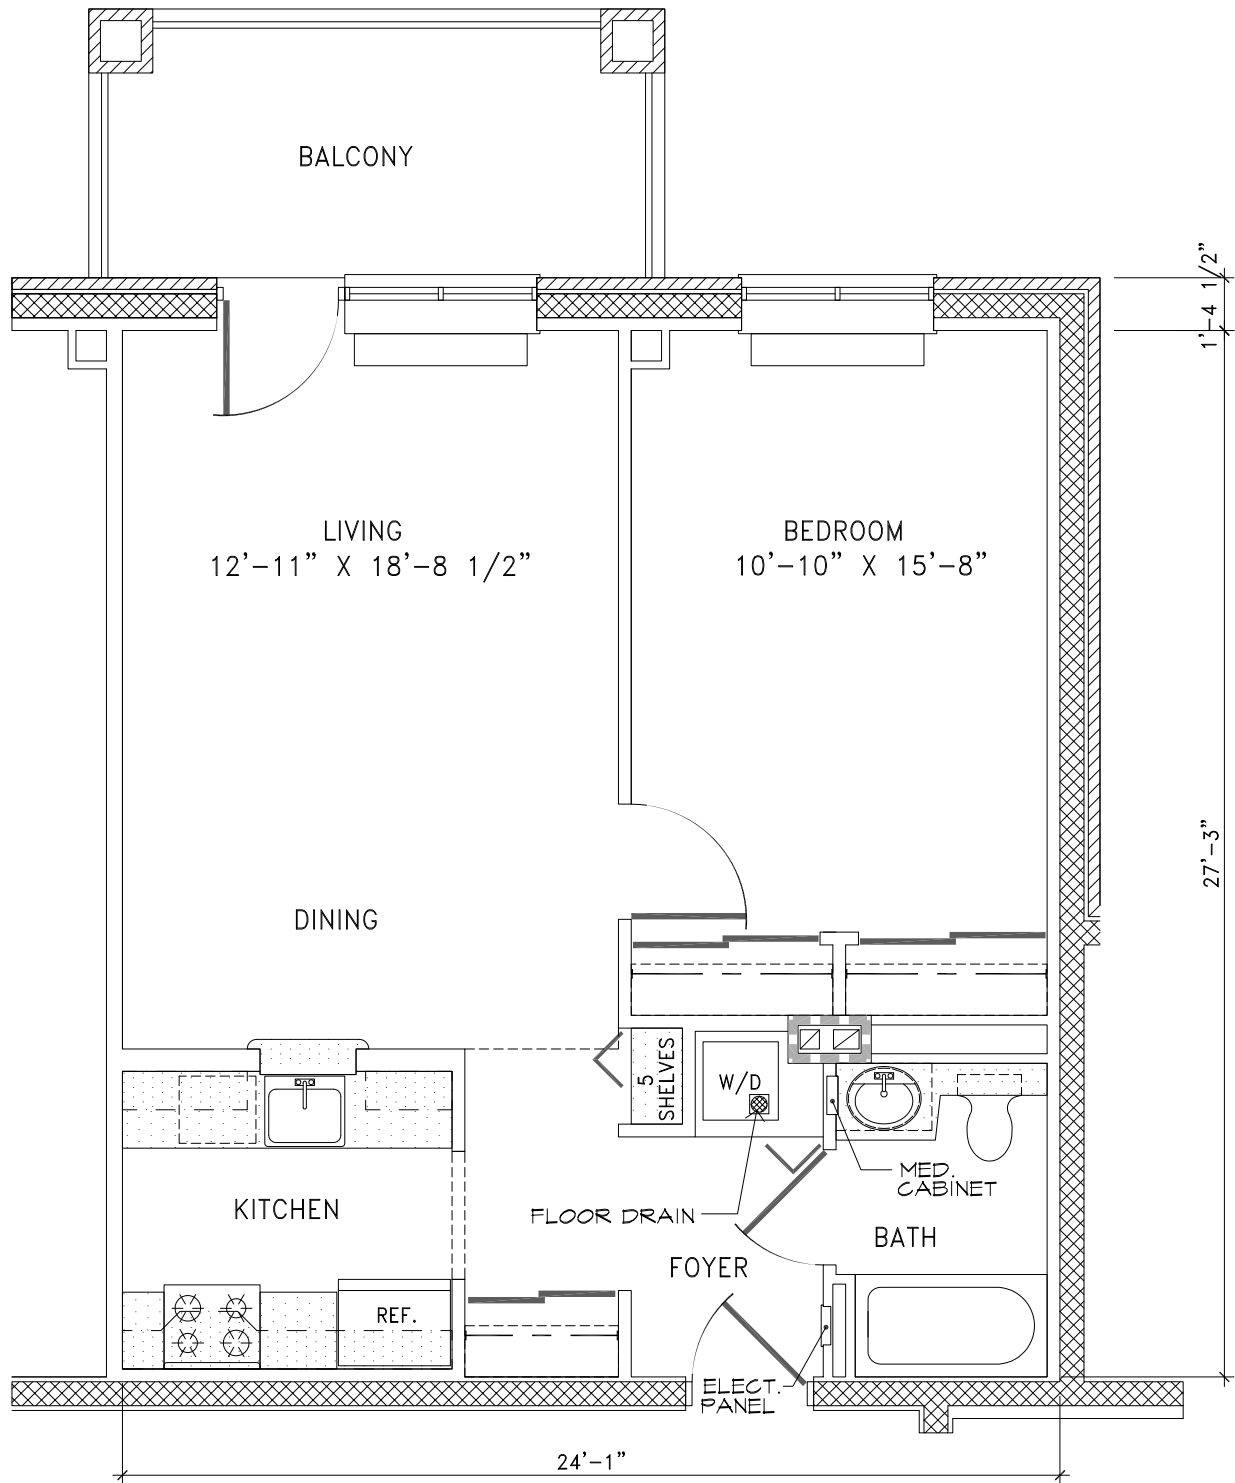 BALCONY
1'-4 1/2"
LIVING
12'-11" X 18'-8 1/2"
BEDROOM
10'-10" X 15'-8"
27'-3"
DINING
5
SHELVES
W/D
MED.
CABINET
KITCHEN
FLOOR DRAIN
BATH
FOYER
REF.
ELECT.
PANEL
24'-1"